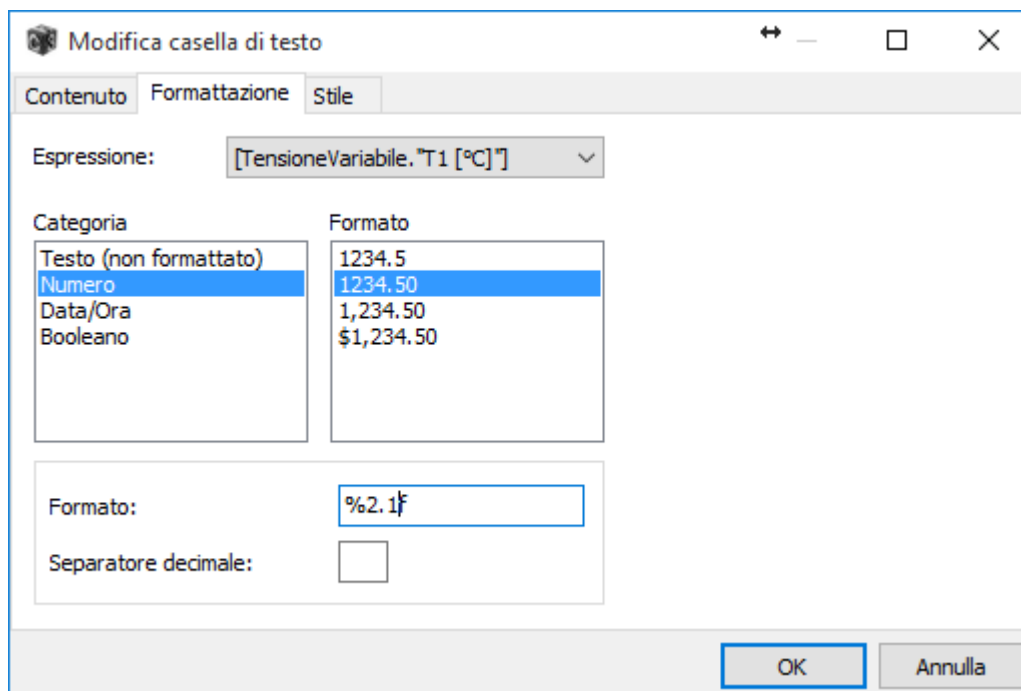 Modifica casella di testo
Contenuto Formattazione Stile
Espressione: [TensioneVariabile."T1 [°C]"]
Categoria Formato
Testo (non formattato) 1234.5
Numero 1234.50
Data/Ora 1,234.50
Booleano $1,234.50
Formato: %2.1f
Separatore decimale:
OK Annulla